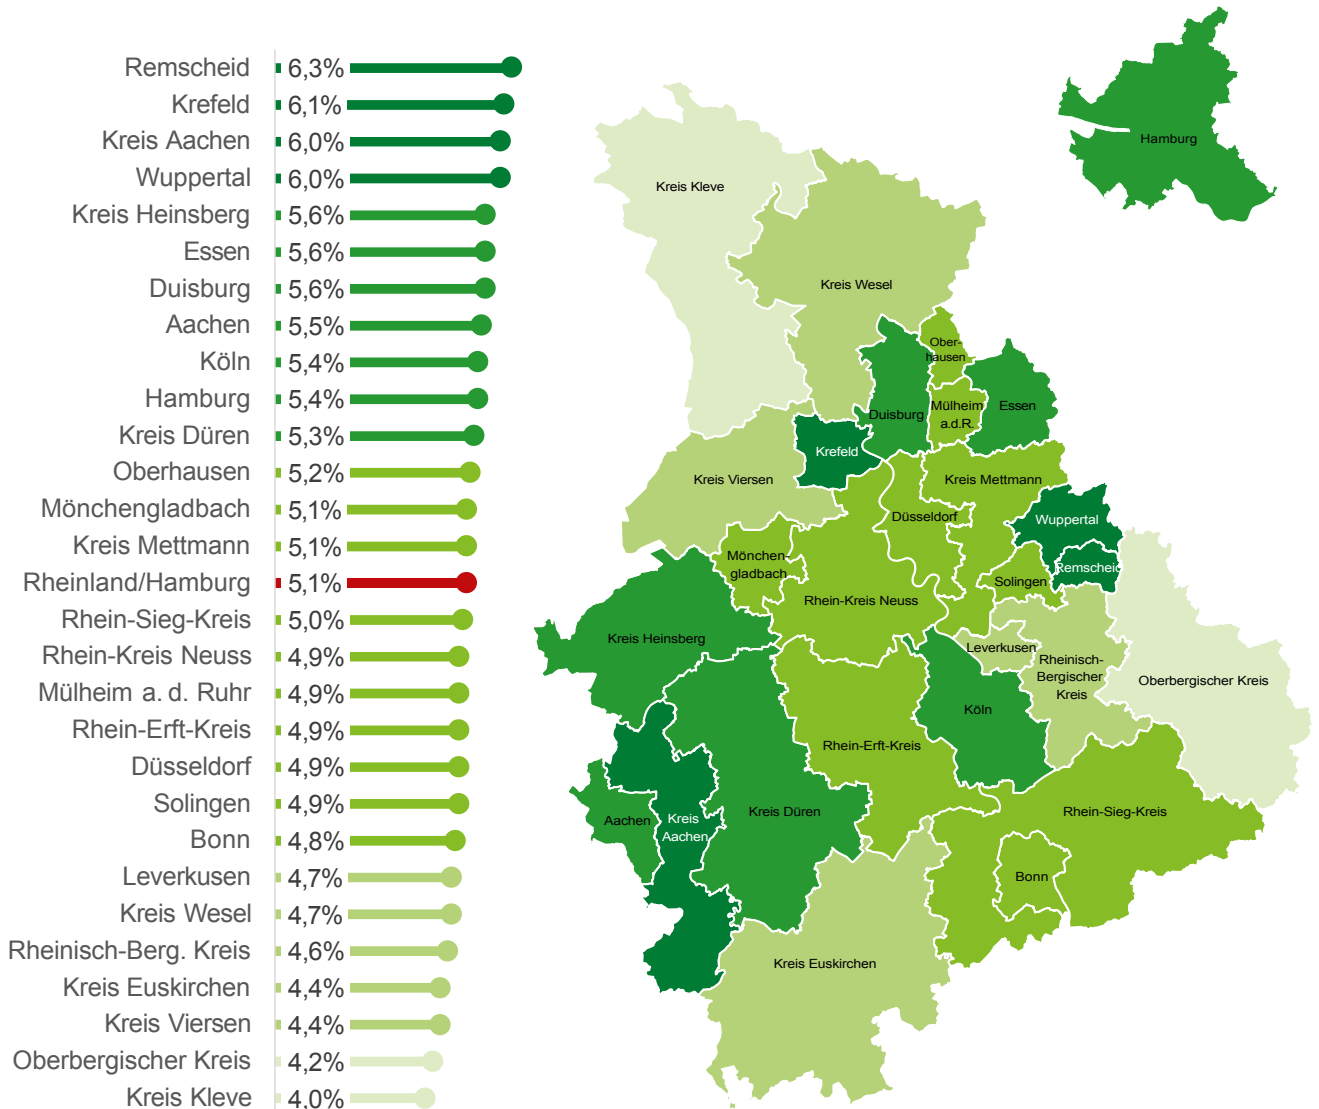 Remscheid 6,3%
Krefeld 6,1%
Kreis Aachen 6,0%
Wuppertal 6,0%
Kreis Heinsberg 5,6%
Essen 5,6%
Duisburg 5,6%
Aachen 5,5%
Köln 5,4%
Hamburg 5,4%
Kreis Düren 5,3%
Oberhausen 5,2%
Mönchengladbach 5,1%
Kreis Mettmann 5,1%
Rheinland/Hamburg 5,1%
Rhein-Sieg-Kreis 5,0%
Rhein-Kreis Neuss 4,9%
Mülheim a. d. Ruhr 4,9%
Rhein-Erft-Kreis 4,9%
Düsseldorf 4,9%
Solingen 4,9%
Bonn 4,8%
Leverkusen 4,7%
Kreis Wesel 4,7%
Rheinisch-Berg. Kreis 4,6%
Kreis Euskirchen 4,4%
Kreis Viersen 4,4%
Oberbergischer Kreis 4,2%
Kreis Kleve 4,0%
Hamburg
Kreis Kleve
Kreis Wesel
Ober-
hausen
Duisburg
Mülheim
a.d.R.
Essen
Krefeld
Kreis Viersen
Kreis Mettmann
Düsseldorf
Wuppertal
Mönchen-
gladbach
Remscheid
Solingen
Rhein-Kreis Neuss
Kreis Heinsberg
Leverkusen
Rheinisch-
Bergischer
Kreis
Oberbergischer Kreis
Köln
Rhein-Erft-Kreis
Aachen
Kreis
Aachen
Kreis Düren
Rhein-Sieg-Kreis
Bonn
Kreis Euskirchen